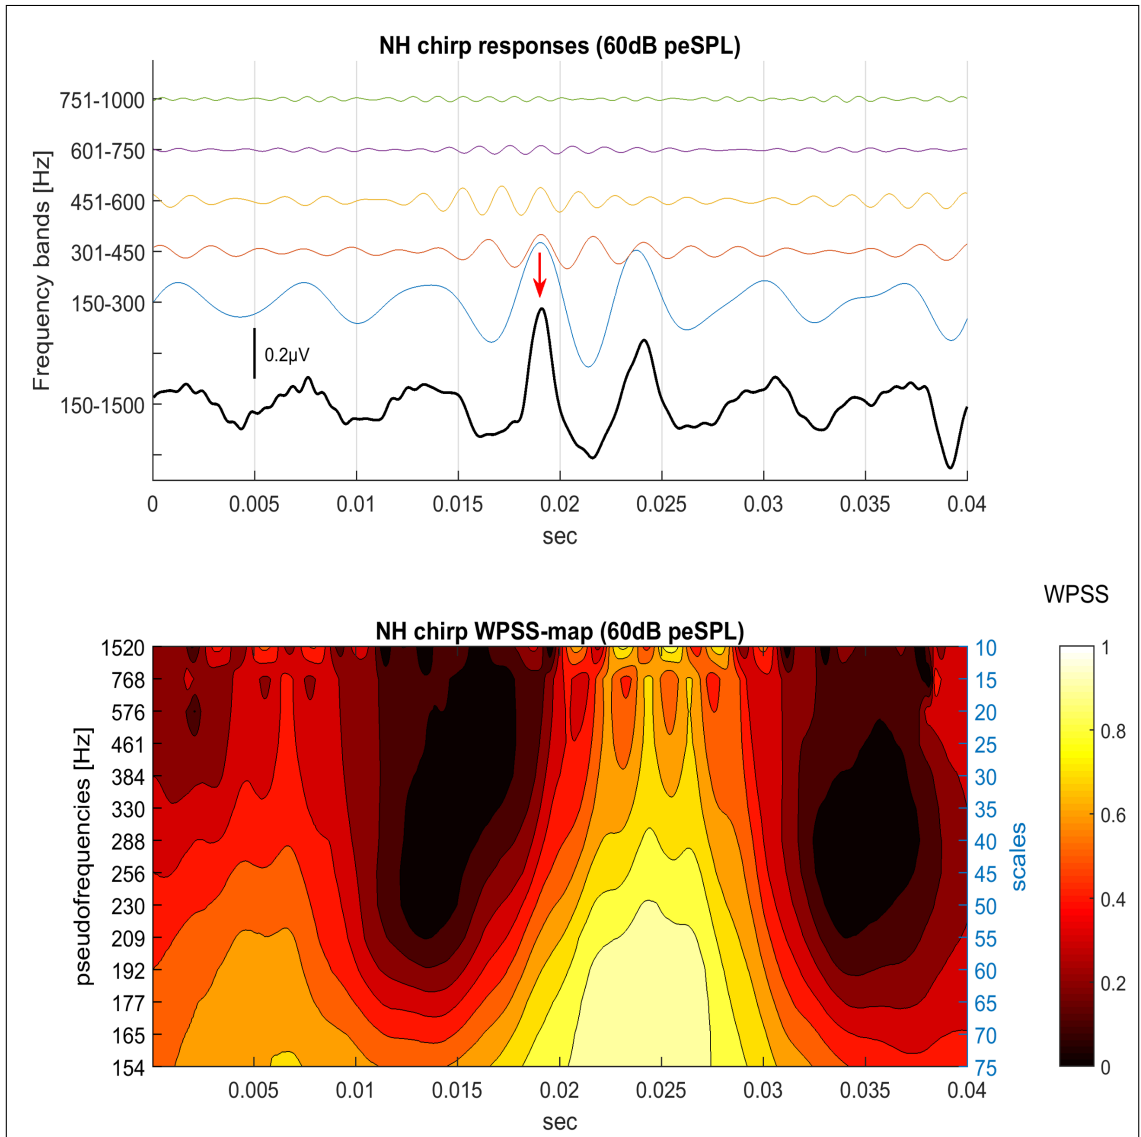 NH chirp responses (60dB peSPL)
Frequency bands [Hz]
751-1000
601-750
451-600
301-450
150-300
0.2μV
150-1500
0 0.005 0.01 0.015 0.02 0.025 0.03 0.035 0.04
sec
WPSS
NH chirp WPSS-map (60dB peSPL)
pseudofrequencies [Hz]
1520 10 1
768 15
576 20 0.8
461 25
384 30
330 35 0.6
288 40
256 45
230 50 0.4
209 55
192 60 0.2
177 65
165 70
154 75 0
scales
0.005 0.01 0.015 0.02 0.025 0.03 0.035 0.04
sec